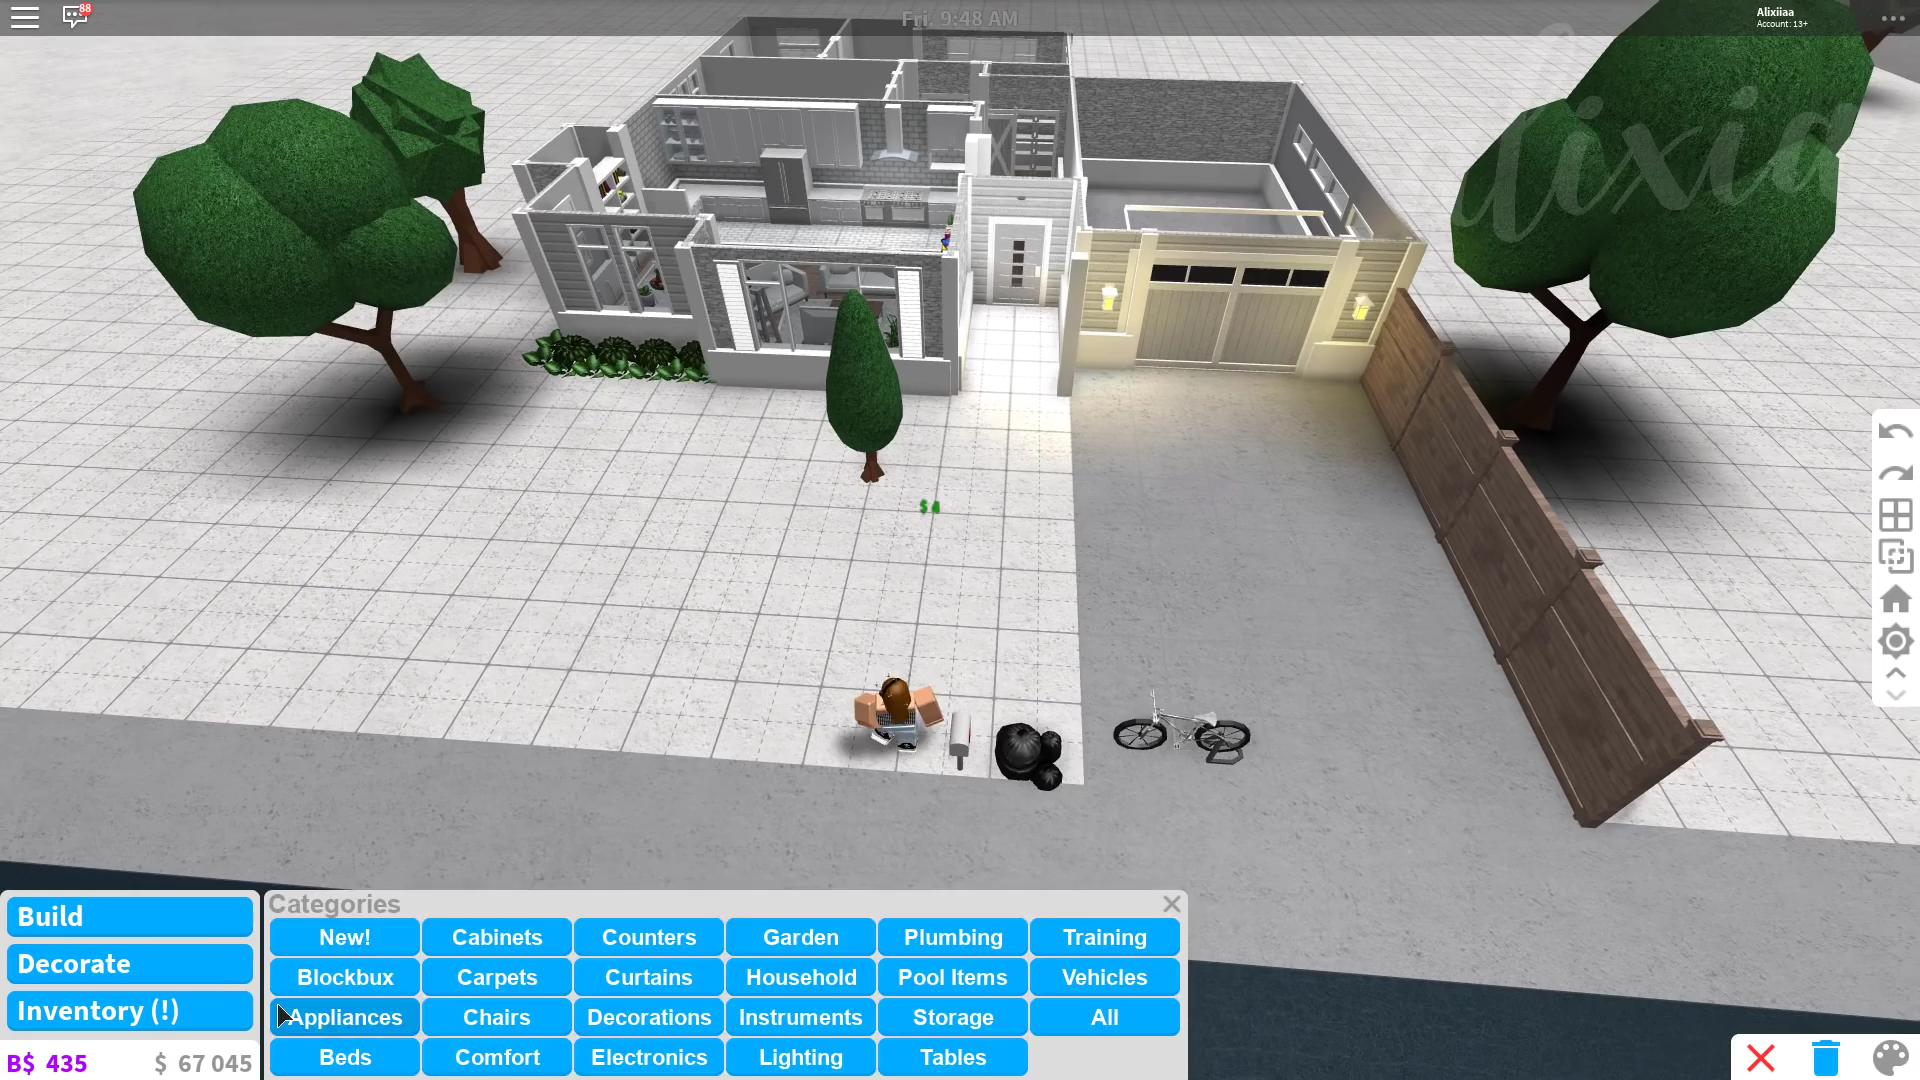 88
Fri. 9:48 AM
Alixiiaa
Account: 13+
alixia
$ 4
Build
Decorate
Inventory (!)
B$ 435
$ 67 045
Categories
New!
Cabinets
Counters
Garden
Plumbing
Training
Blockbux
Carpets
Curtains
Household
Pool Items
Vehicles
Appliances
Chairs
Decorations
Instruments
Storage
All
Beds
Comfort
Electronics
Lighting
Tables